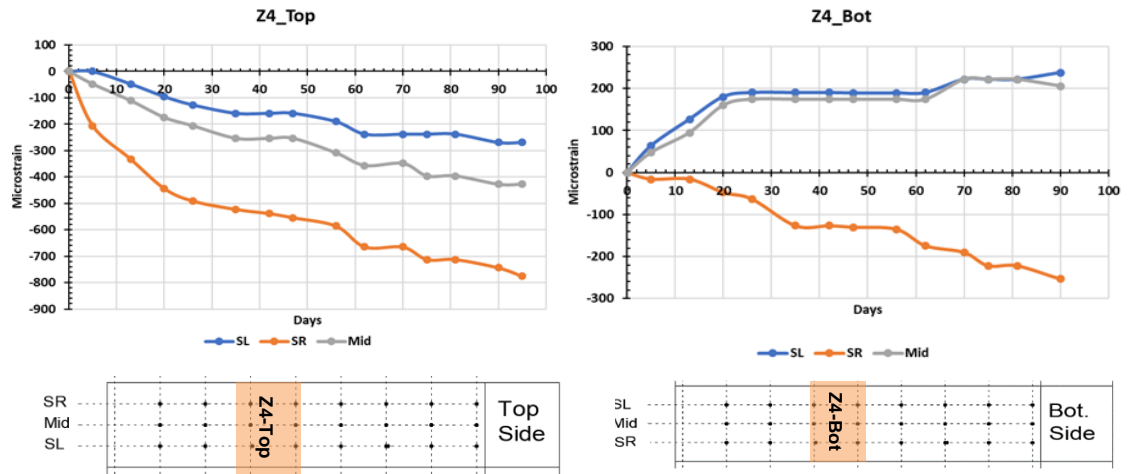 Z4_Top
100
0
-100
-200
-300
-400
-500
-600
-700
-800
-900
0 10 20 30 40 50 60 70 80 90 100
Microstrain
Days
SL SR Mid
Z4_Bot
300
200
100
0
-100
-200
-300
0 10 20 30 40 50 60 70 80 90 100
Microstrain
Days
SL SR Mid
SR
Mid
SL
Z4-Top
Top
Side
SL
Mid
SR
Z4-Bot
Bot.
Side